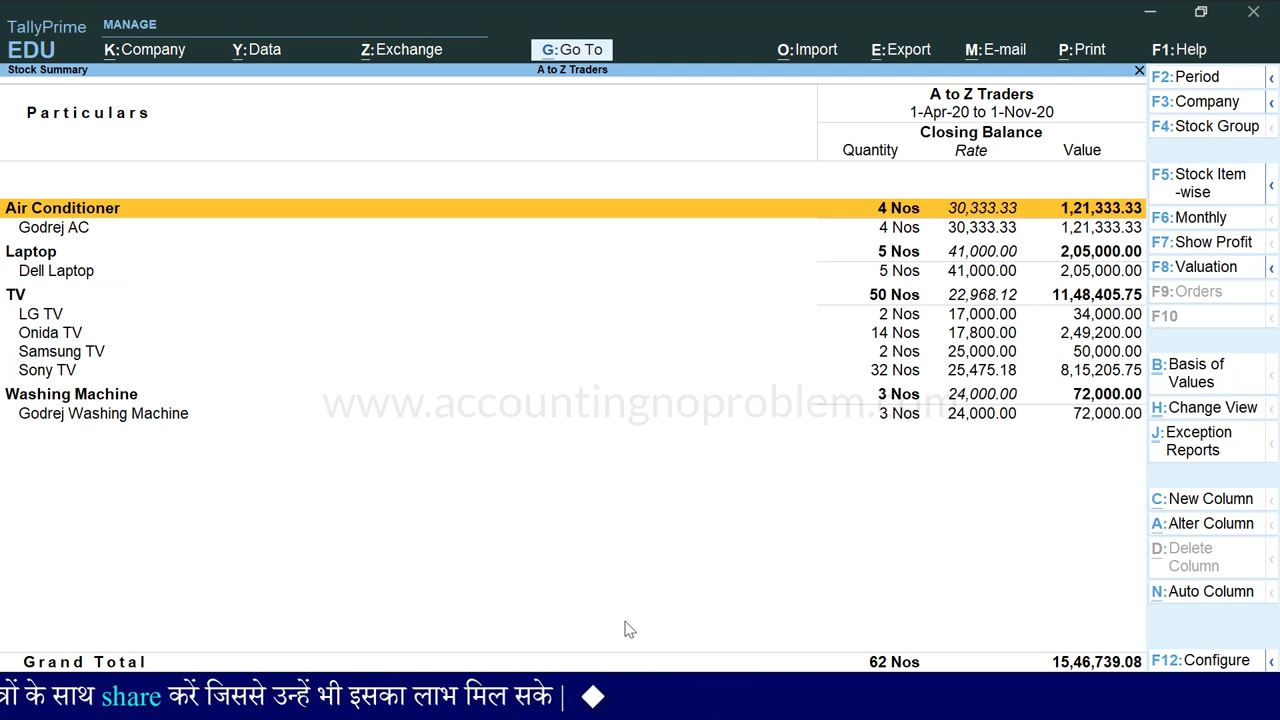 TallyPrime
EDU
MANAGE
K:Company Y:Data Z:Exchange G:Go To O:Import E:Export M:E-mail P:Print F1:Help
Stock Summary A to Z Traders
Particulars
A to Z Traders
1-Apr-20 to 1-Nov-20
Closing Balance
Quantity Rate Value
Air Conditioner 4 Nos 30,333.33 1,21,333.33
Godrej AC 4 Nos 30,333.33 1,21,333.33
Laptop 5 Nos 41,000.00 2,05,000.00
Dell Laptop 5 Nos 41,000.00 2,05,000.00
TV 50 Nos 22,968.12 11,48,405.75
LG TV 2 Nos 17,000.00 34,000.00
Onida TV 14 Nos 17,800.00 2,49,200.00
Samsung TV 2 Nos 25,000.00 50,000.00
Sony TV 32 Nos 25,475.18 8,15,205.75
Washing Machine 3 Nos 24,000.00 72,000.00
www.accountingnoproblem.com
Godrej Washing Machine 3 Nos 24,000.00 72,000.00
Grand Total 62 Nos 15,46,739.08
F2:Period
F3:Company
F4:Stock Group
F5:Stock Item
-wise
F6:Monthly
F7:Show Profit
F8:Valuation
F9:Orders
F10
B:Basis of
Values
H:Change View
J:Exception
Reports
C:New Column
A:Alter Column
D:Delete
Column
N:Auto Column
F12:Configure
के साथ share करें जिससे उन्हें भी इसका लाभ मिल सके |